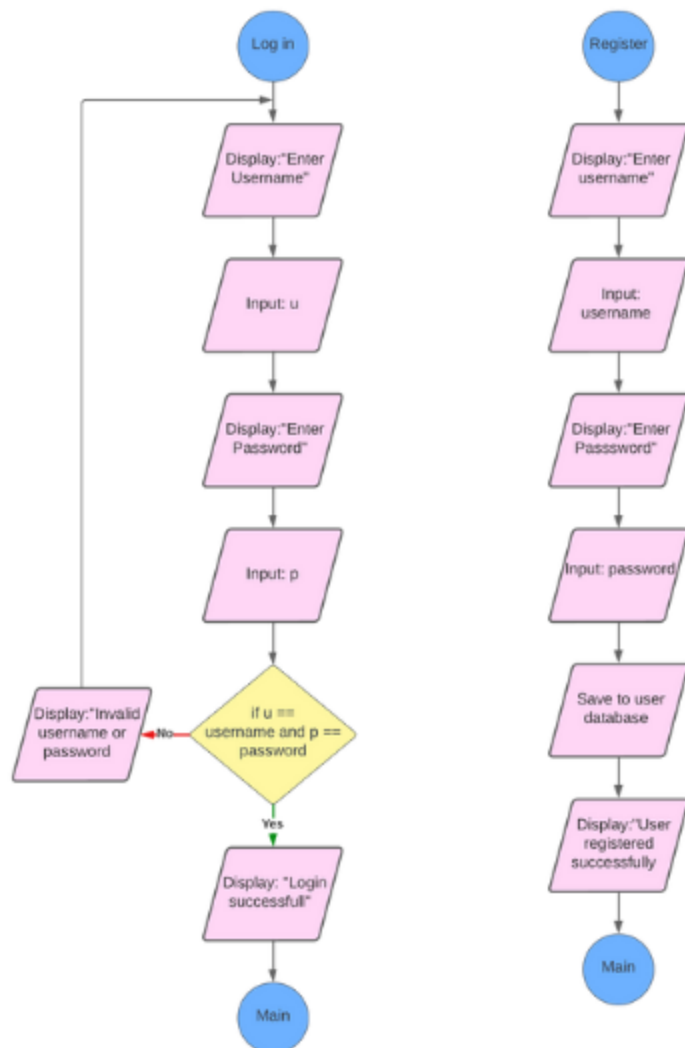 Log in
Display:"Enter
Username"
Input: u
Display:"Enter
Password"
Input: p
if u ==
username and p ==
password
No
Display:"Invalid
username or
password
Yes
Display: "Login
successfull"
Main
Register
Display:"Enter
username"
Input:
username
Display:"Enter
Passsword"
Input: password
Save to user
database
Display:"User
registered
successfully
Main